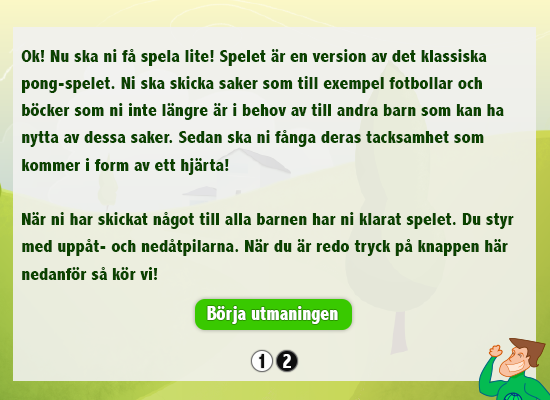 Ok! Nu ska ni få spela lite! Spelet är en version av det klassiska
pong-spelet. Ni ska skicka saker som till exempel fotbollar och
böcker som ni inte längre är i behov av till andra barn som kan ha
nytta av dessa saker. Sedan ska ni fånga deras tacksamhet som
kommer i form av ett hjärta!
När ni har skickat något till alla barnen har ni klarat spelet. Du styr
med uppåt- och nedåtpilarna. När du är redo tryck på knappen här
nedanför så kör vi!
Börja utmaningen
1 2